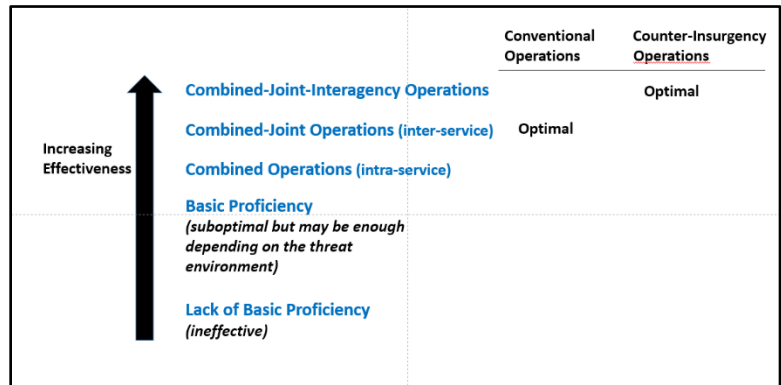 Conventional Operations
Counter-Insurgency Operations
Combined-Joint-Interagency Operations
Optimal
Combined-Joint Operations (inter-service)
Optimal
Increasing
Effectiveness
Combined Operations (intra-service)
Basic Proficiency
(suboptimal but may be enough
depending on the threat
environment)
Lack of Basic Proficiency
(ineffective)